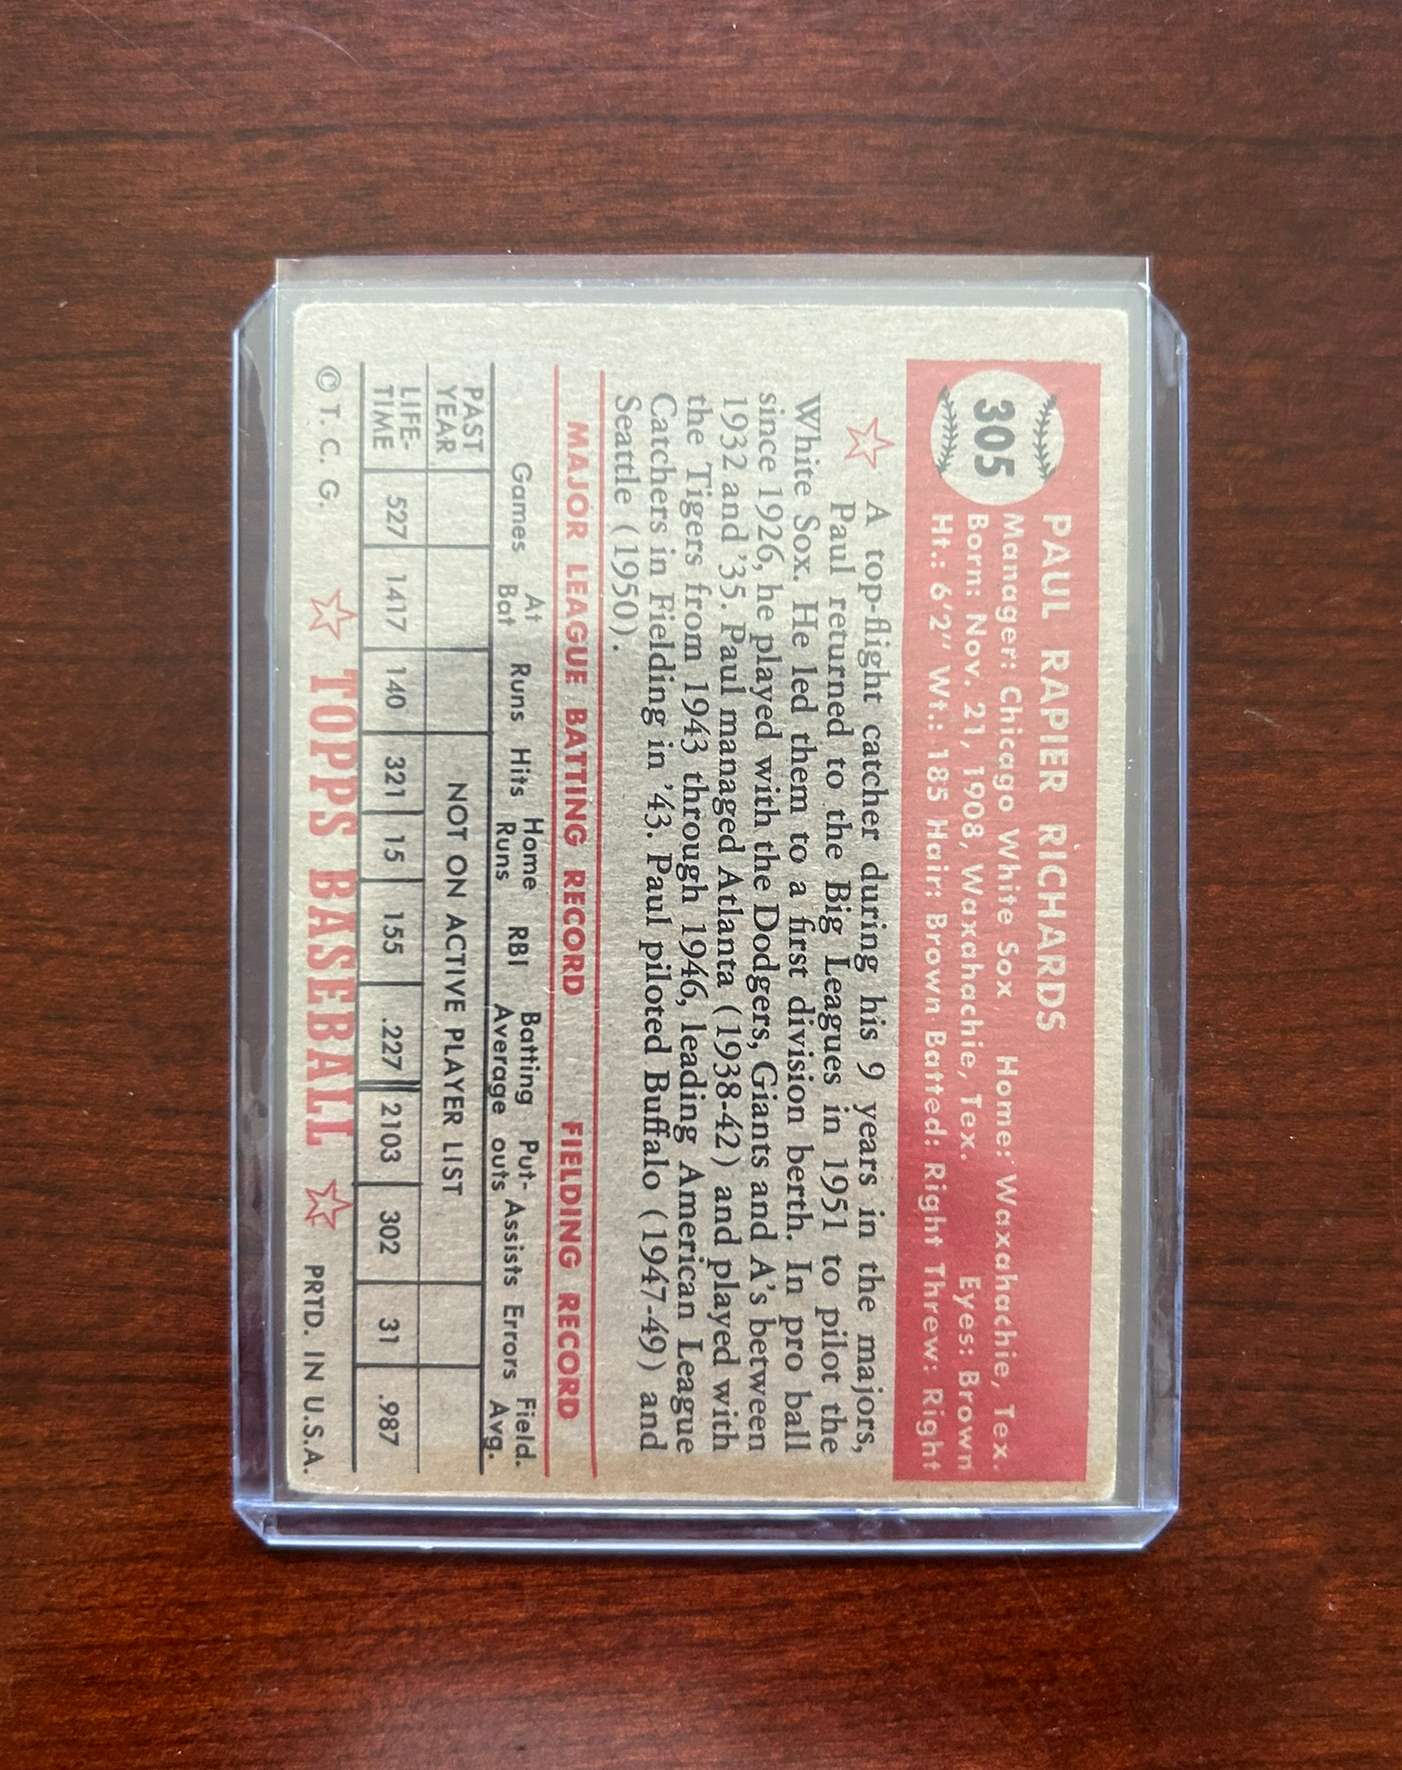 305
PAUL RAPIER RICHARDS
Manager: Chicago White Sox Home: Waxahachie, Tex.
Born: Nov. 21, 1908, Waxahachie, Tex. Eyes: Brown
Ht.: 6'2" Wt.: 185 Hair: Brown Batted: Right Threw: Right
A top-flight catcher during his 9 years in the majors,
Paul returned to the Big Leagues in 1951 to pilot the
White Sox. He led them to a first division berth. In pro ball
since 1926, he played with the Dodgers, Giants and A's between
1932 and '35. Paul managed Atlanta (1938-42) and played with
the Tigers from 1943 through 1946, leading American League
Catchers in Fielding in '43. Paul piloted Buffalo (1947-49) and
Seattle (1950).
MAJOR LEAGUE BATTING RECORD FIELDING RECORD
Games At Bat Runs Hits Home Runs RBI Batting Average Put-outs Assists Errors Field. Avg.
PAST YEAR NOT ON ACTIVE PLAYER LIST
LIFE-TIME 527 1417 140 321 15 155 .227 2103 302 31 .987
© T. C. G. TOPPS BASEBALL PRTD. IN U.S.A.